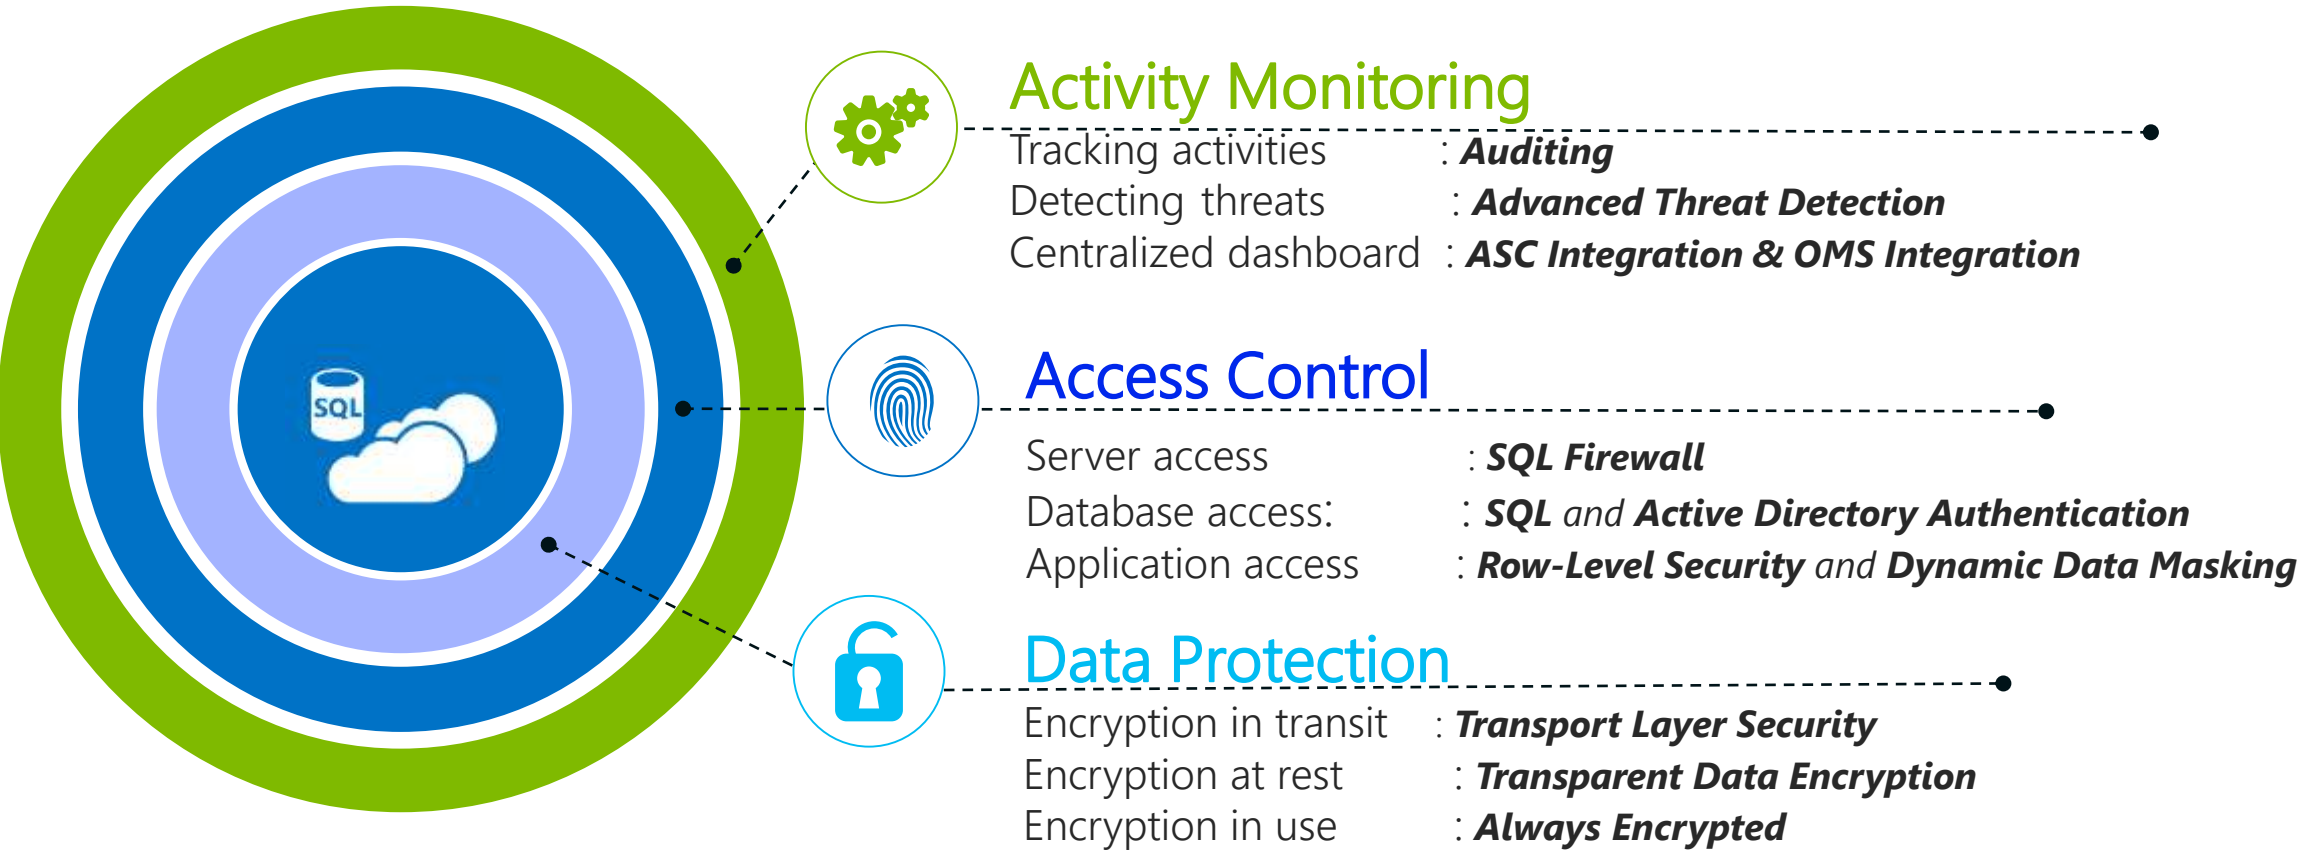 SQL
Activity Monitoring
Tracking activities : Auditing
Detecting threats : Advanced Threat Detection
Centralized dashboard : ASC Integration & OMS Integration
Access Control
Server access : SQL Firewall
Database access: : SQL and Active Directory Authentication
Application access : Row-Level Security and Dynamic Data Masking
Data Protection
Encryption in transit : Transport Layer Security
Encryption at rest : Transparent Data Encryption
Encryption in use : Always Encrypted